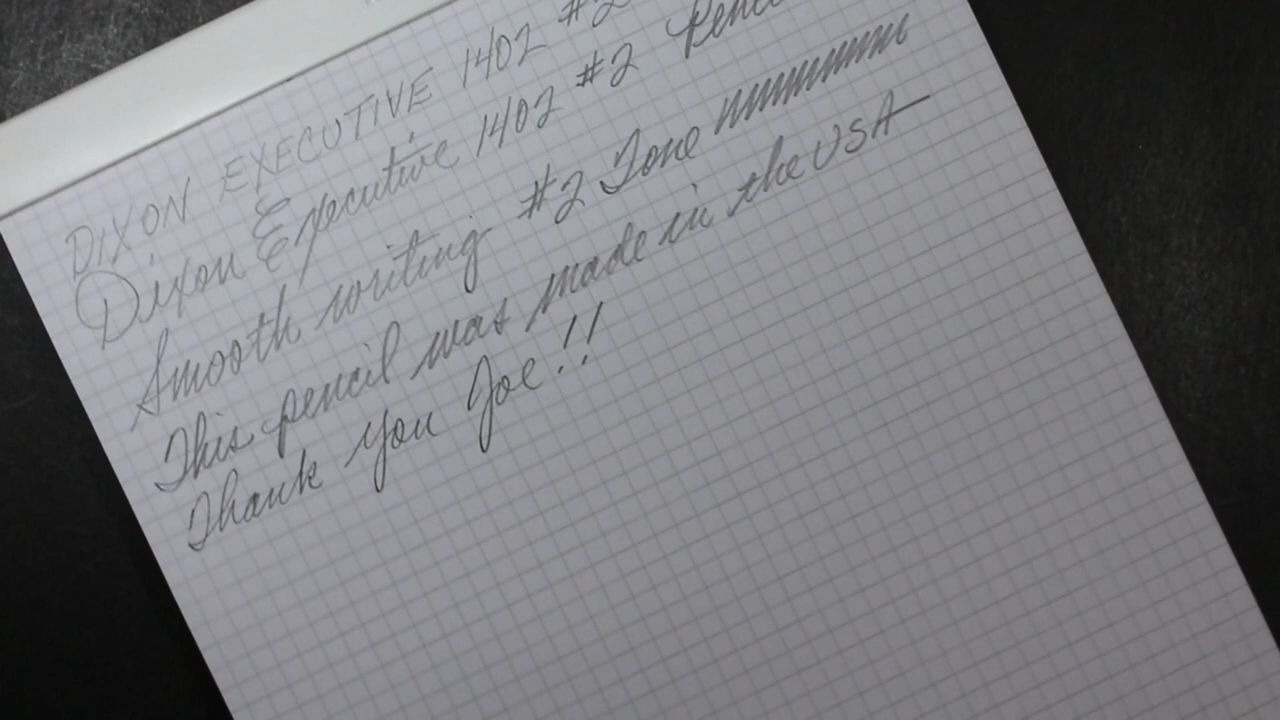 DIXON EXECUTIVE 1402 #2
Dixon Executive 1402 #2 Penc
Smooth writing #2 Tone
This pencil was made in the USA
Thank you Joe!!